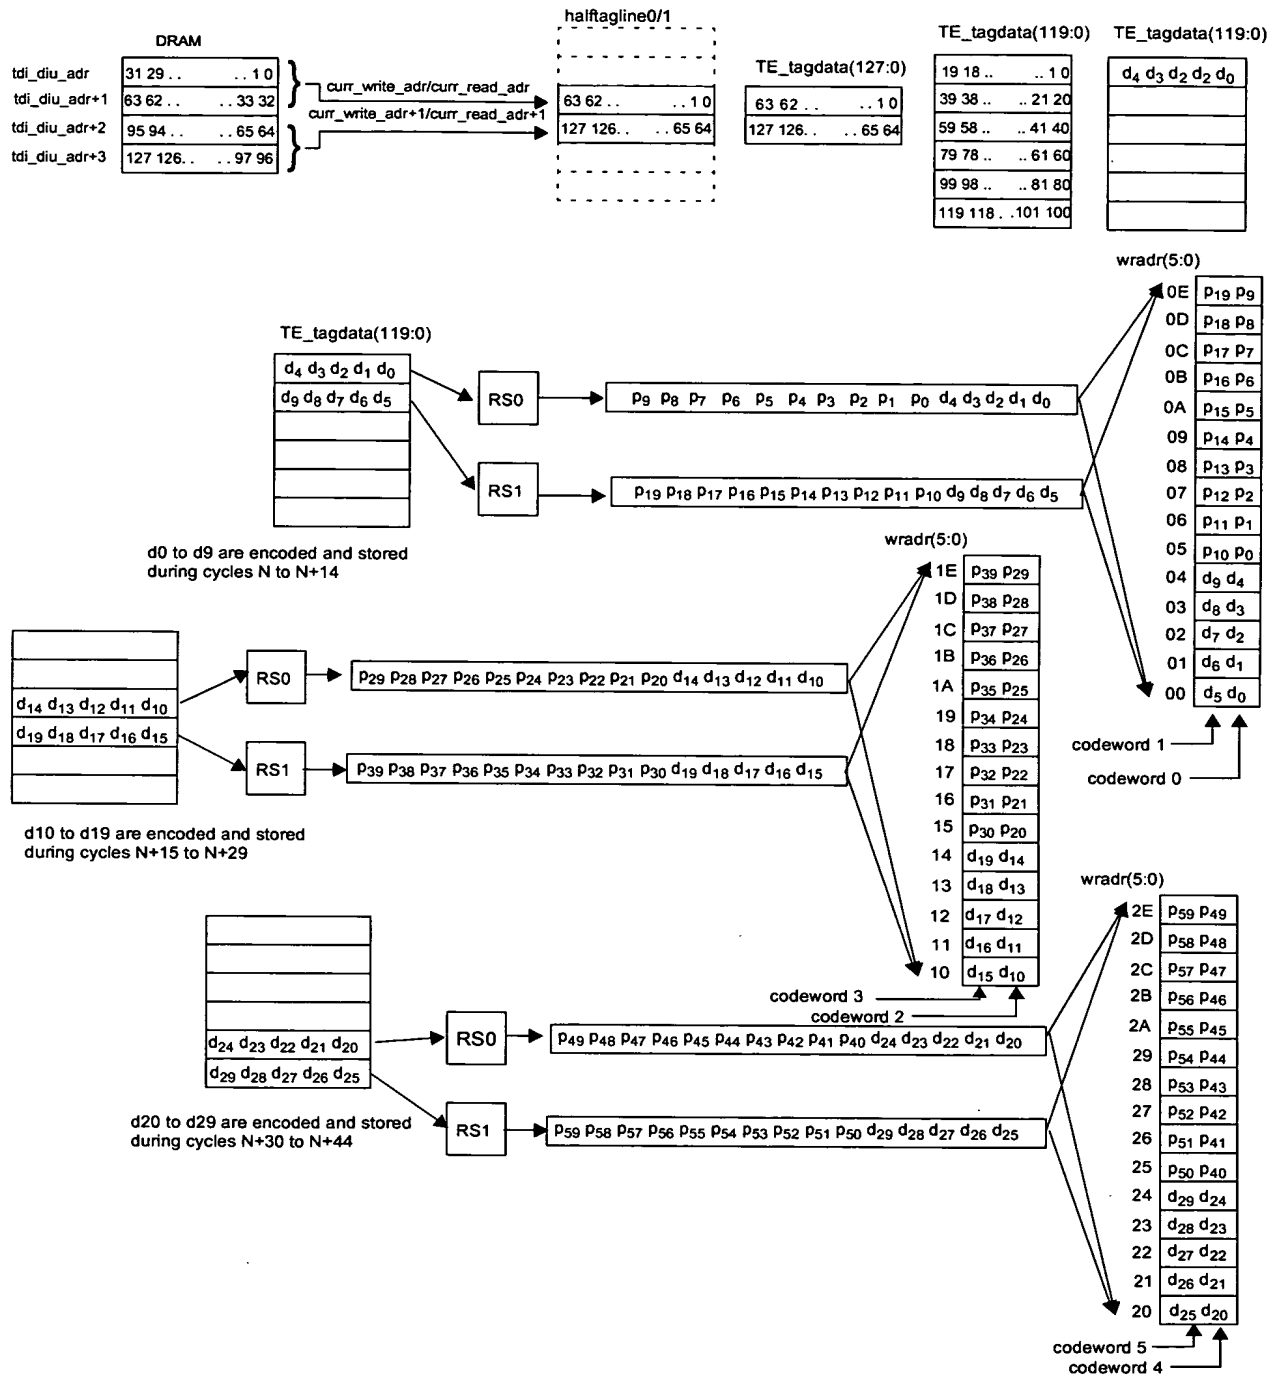 halftagline0/1
DRAM
TE_tagdata(127:0)
TE_tagdata(119:0)
TE_tagdata(119:0)
tdi_diu_adr
31 29 . . . . 1 0
tdi_diu_adr+1
63 62 . . . . 33 32
tdi_diu_adr+2
95 94 . . . . 65 64
tdi_diu_adr+3
127 126. . . . 97 96
curr_write_adr/curr_read_adr
curr_write_adr+1/curr_read_adr+1
63 62 . . . . 1 0
127 126. . . . 65 64
63 62 . . . . 1 0
127 126. . . . 65 64
19 18 .. .. 1 0
39 38 .. .. 21 20
59 58 .. .. 41 40
79 78 .. .. 61 60
99 98 .. .. 81 80
119 118 . .101 100
d4 d3 d2 d2 d0
TE_tagdata(119:0)
d4 d3 d2 d1 d0
d9 d8 d7 d6 d5
RS0
p9 p8 p7 p6 p5 p4 p3 p2 p1 p0 d4 d3 d2 d1 d0
RS1
p19 p18 p17 p16 p15 p14 p13 p12 p11 p10 d9 d8 d7 d6 d5
d0 to d9 are encoded and stored
during cycles N to N+14
wradr(5:0)
0E p19 p9
0D p18 p8
0C p17 p7
0B p16 p6
0A p15 p5
09 p14 p4
08 p13 p3
07 p12 p2
06 p11 p1
05 p10 p0
04 d9 d4
03 d8 d3
02 d7 d2
01 d6 d1
00 d5 d0
codeword 1
codeword 0
d14 d13 d12 d11 d10
d19 d18 d17 d16 d15
RS0
p29 p28 p27 p26 p25 p24 p23 p22 p21 p20 d14 d13 d12 d11 d10
RS1
p39 p38 p37 p36 p35 p34 p33 p32 p31 p30 d19 d18 d17 d16 d15
d10 to d19 are encoded and stored
during cycles N+15 to N+29
wradr(5:0)
1E p39 p29
1D p38 p28
1C p37 p27
1B p36 p26
1A p35 p25
19 p34 p24
18 p33 p23
17 p32 p22
16 p31 p21
15 p30 p20
14 d19 d14
13 d18 d13
12 d17 d12
11 d16 d11
10 d15 d10
codeword 3
codeword 2
d24 d23 d22 d21 d20
d29 d28 d27 d26 d25
RS0
p49 p48 p47 p46 p45 p44 p43 p42 p41 p40 d24 d23 d22 d21 d20
RS1
p59 p58 p57 p56 p55 p54 p53 p52 p51 p50 d29 d28 d27 d26 d25
d20 to d29 are encoded and stored
during cycles N+30 to N+44
wradr(5:0)
2E p59 p49
2D p58 p48
2C p57 p47
2B p56 p46
2A p55 p45
29 p54 p44
28 p53 p43
27 p52 p42
26 p51 p41
25 p50 p40
24 d29 d24
23 d28 d23
22 d27 d22
21 d26 d21
20 d25 d20
codeword 5
codeword 4